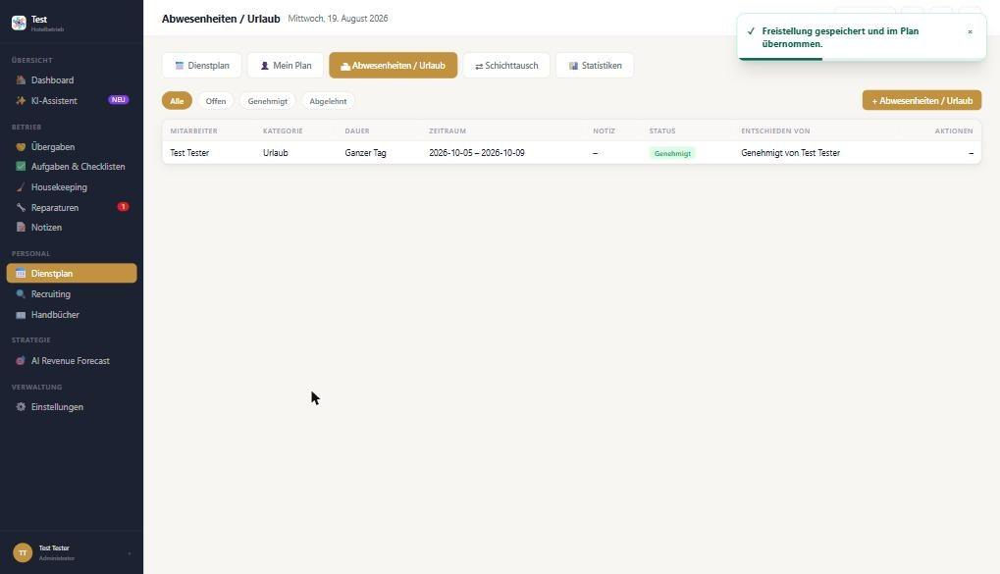 Test
Hotelbetrieb
ÜBERSICHT
Dashboard
KI-Assistent NEU
BETRIEB
Übergaben
Aufgaben & Checklisten
Housekeeping
Reparaturen 1
Notizen
PERSONAL
Dienstplan
Recruiting
Handbücher
STRATEGIE
AI Revenue Forecast
VERWALTUNG
Einstellungen
TT Test Tester
Administrator
Abwesenheiten / Urlaub Mittwoch, 19. August 2026
✓ Freistellung gespeichert und im Plan ×
übernommen.
Dienstplan Mein Plan Abwesenheiten / Urlaub ⇄ Schichttausch Statistiken
Alle Offen Genehmigt Abgelehnt + Abwesenheiten / Urlaub
MITARBEITER KATEGORIE DAUER ZEITRAUM NOTIZ STATUS ENTSCHIEDEN VON AKTIONEN
Test Tester Urlaub Ganzer Tag 2026-10-05 – 2026-10-09 – Genehmigt Genehmigt von Test Tester –